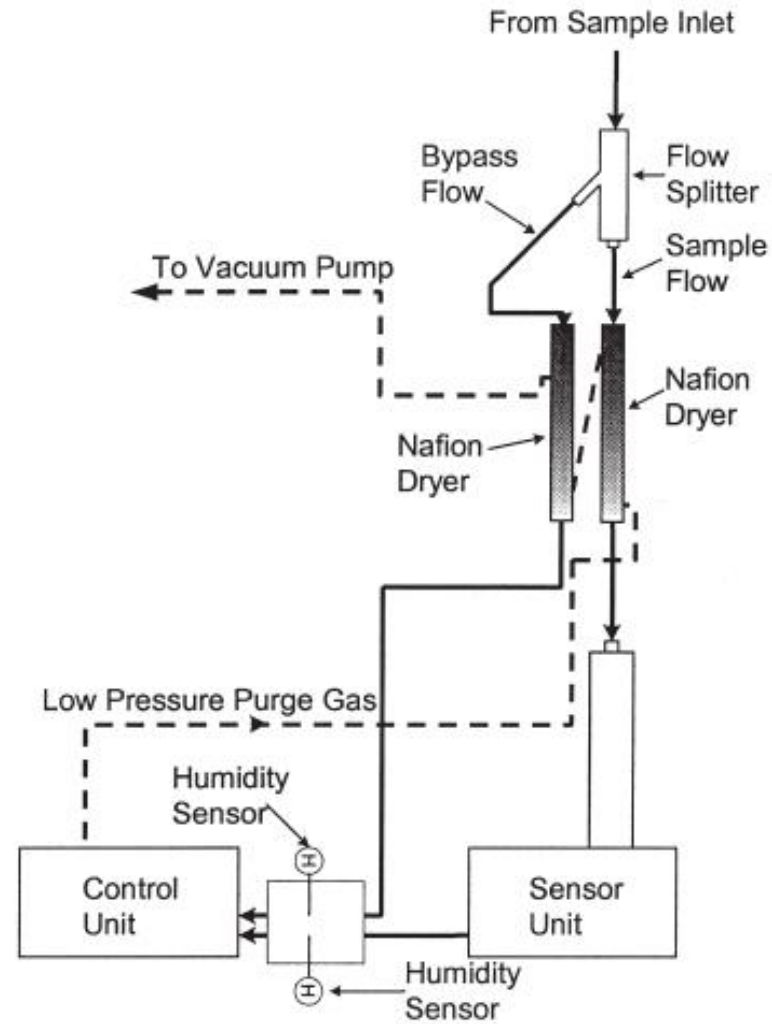 From Sample Inlet
Bypass
Flow
Flow
Splitter
Sample
Flow
To Vacuum Pump
Nafion
Dryer
Nafion
Dryer
Low Pressure Purge Gas
Humidity
Sensor
H
Control
Unit
Sensor
Unit
H
Humidity
Sensor